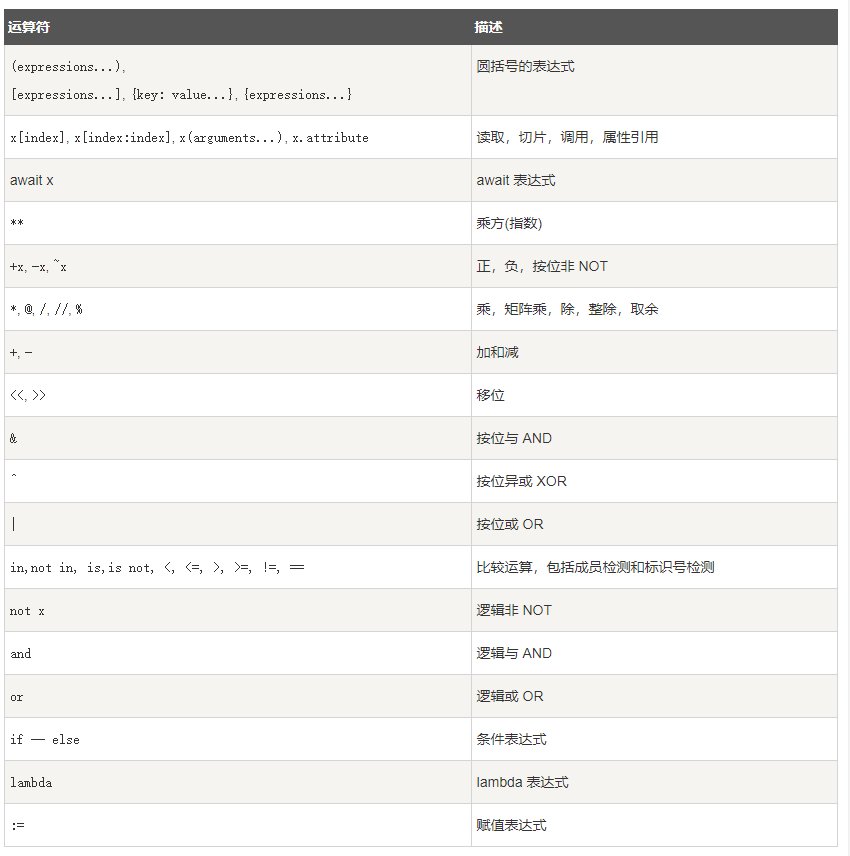 运算符 描述
(expressions...), 圆括号的表达式
[expressions...], {key: value...}, {expressions...}
x[index], x[index:index], x(arguments...), x.attribute 读取，切片，调用，属性引用
await x await 表达式
** 乘方(指数)
+x, -x, ~x 正，负，按位非 NOT
*, @, /, //, % 乘，矩阵乘，除，整除，取余
+, - 加和减
<<, >> 移位
& 按位与 AND
^ 按位异或 XOR
| 按位或 OR
in,not in, is,is not, <, <=, >, >=, !=, == 比较运算，包括成员检测和标识号检测
not x 逻辑非 NOT
and 逻辑与 AND
or 逻辑或 OR
if -- else 条件表达式
lambda lambda 表达式
:= 赋值表达式